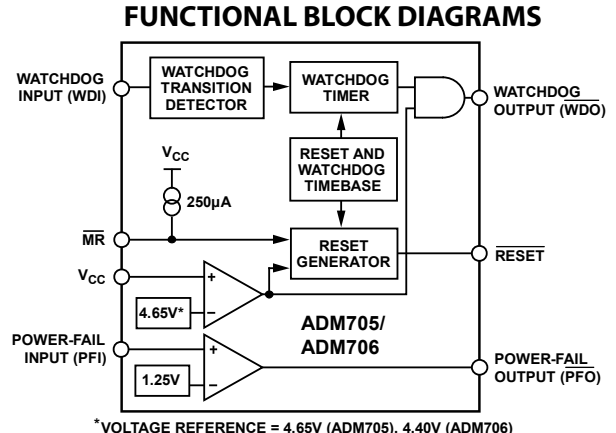 FUNCTIONAL BLOCK DIAGRAMS
WATCHDOG
INPUT (WDI)
WATCHDOG
TRANSITION
DETECTOR
WATCHDOG
TIMER
WATCHDOG
OUTPUT (WDO)
VCC
250µA
RESET AND
WATCHDOG
TIMEBASE
MR
RESET
GENERATOR
RESET
VCC
+
–
4.65V*
ADM705/
ADM706
POWER-FAIL
INPUT (PFI)
+
–
1.25V
POWER-FAIL
OUTPUT (PFO)
*VOLTAGE REFERENCE = 4.65V (ADM705), 4.40V (ADM706)